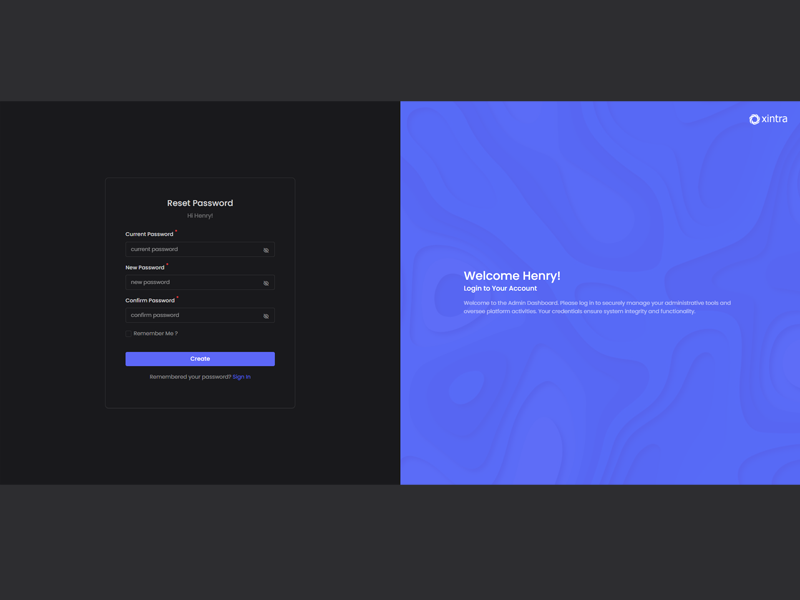 Reset Password
Hi Henry!
Current Password *
current password
New Password *
new password
Confirm Password *
confirm password
Remember Me ?
Create
Remembered your password? Sign In
xintra
Welcome Henry!
Login to Your Account
Welcome to the Admin Dashboard. Please log in to securely manage your administrative tools and
oversee platform activities. Your credentials ensure system integrity and functionality.